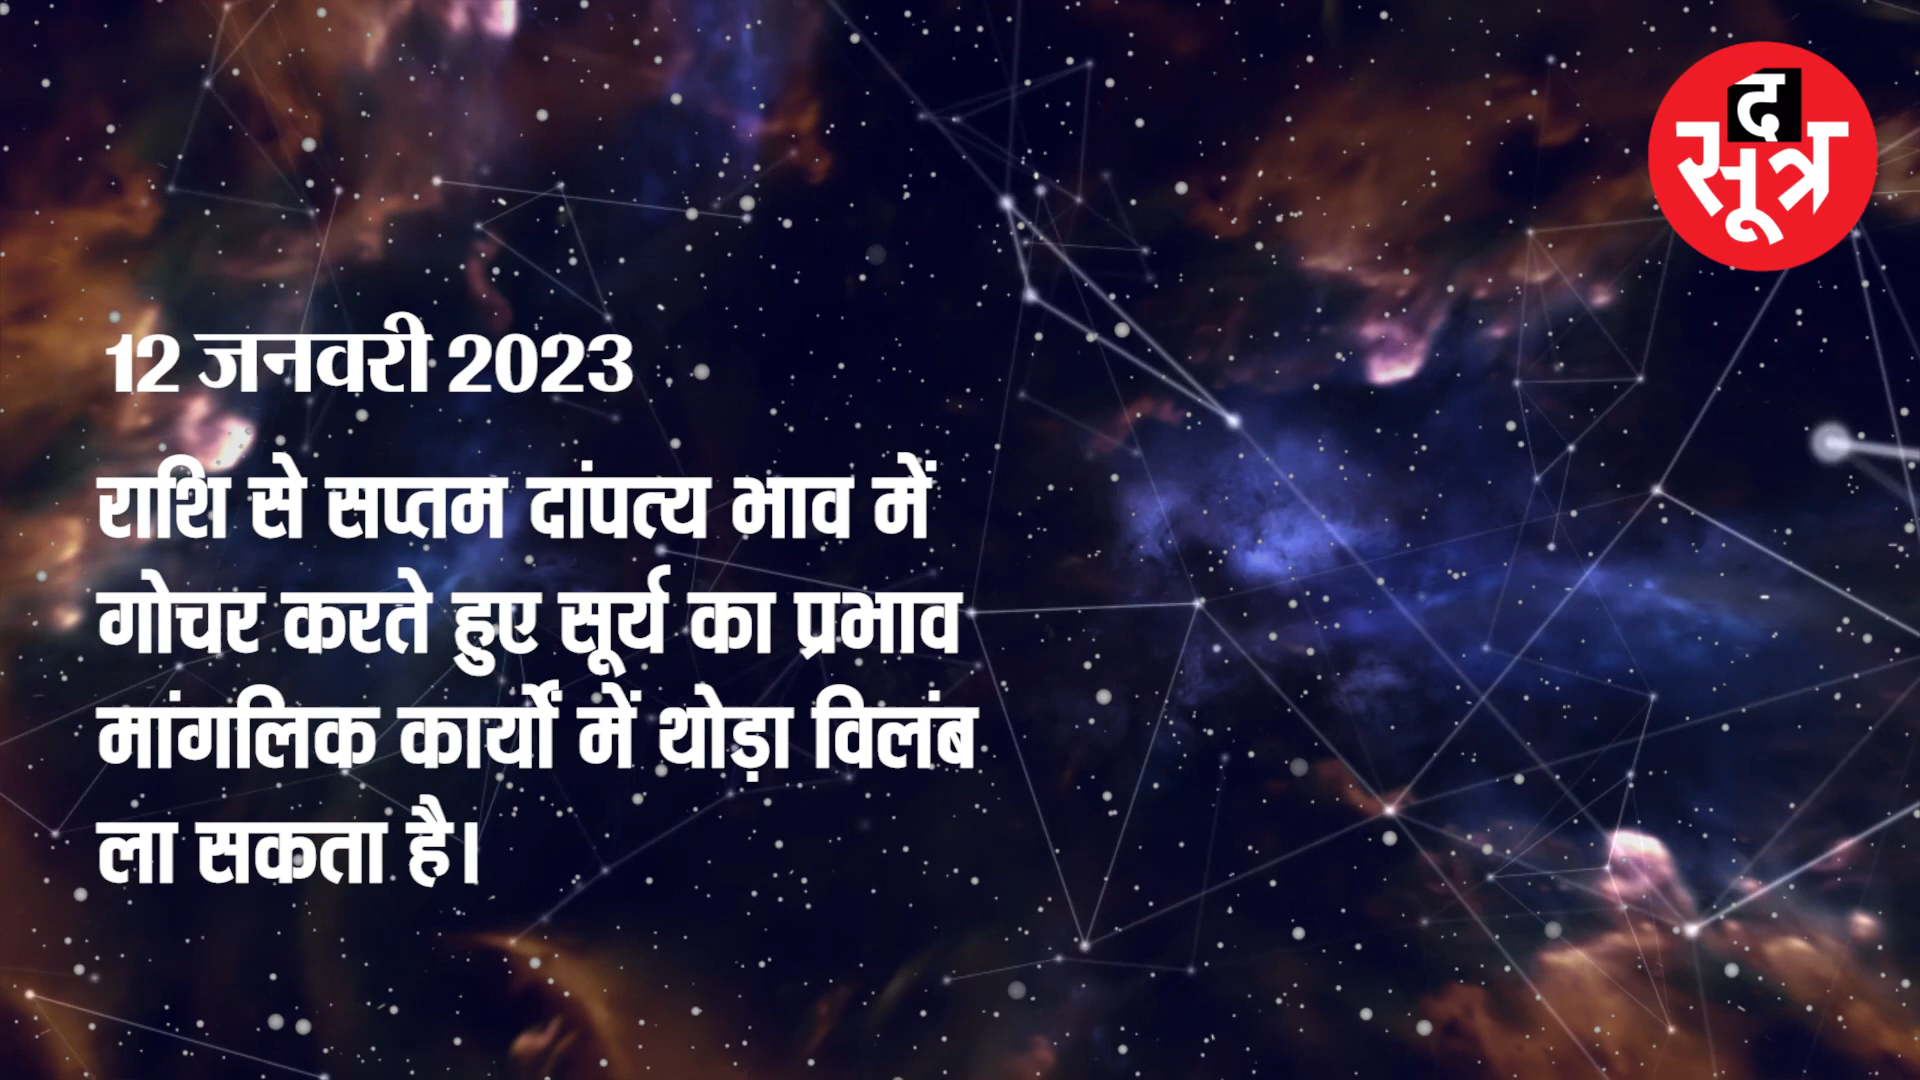 द
सूत्र
12 जनवरी 2023
राशि से सप्तम दांपत्य भाव में
गोचर करते हुए सूर्य का प्रभाव
मांगलिक कार्यों में थोड़ा विलंब
ला सकता है।